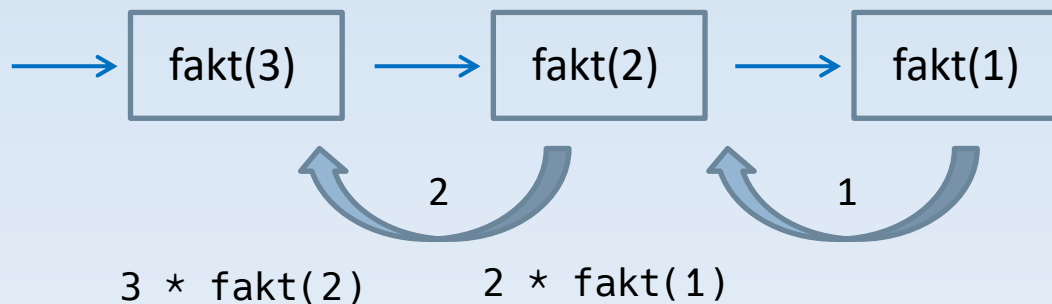 fakt(3) fakt(2) fakt(1)
2 1
3 * fakt(2) 2 * fakt(1)